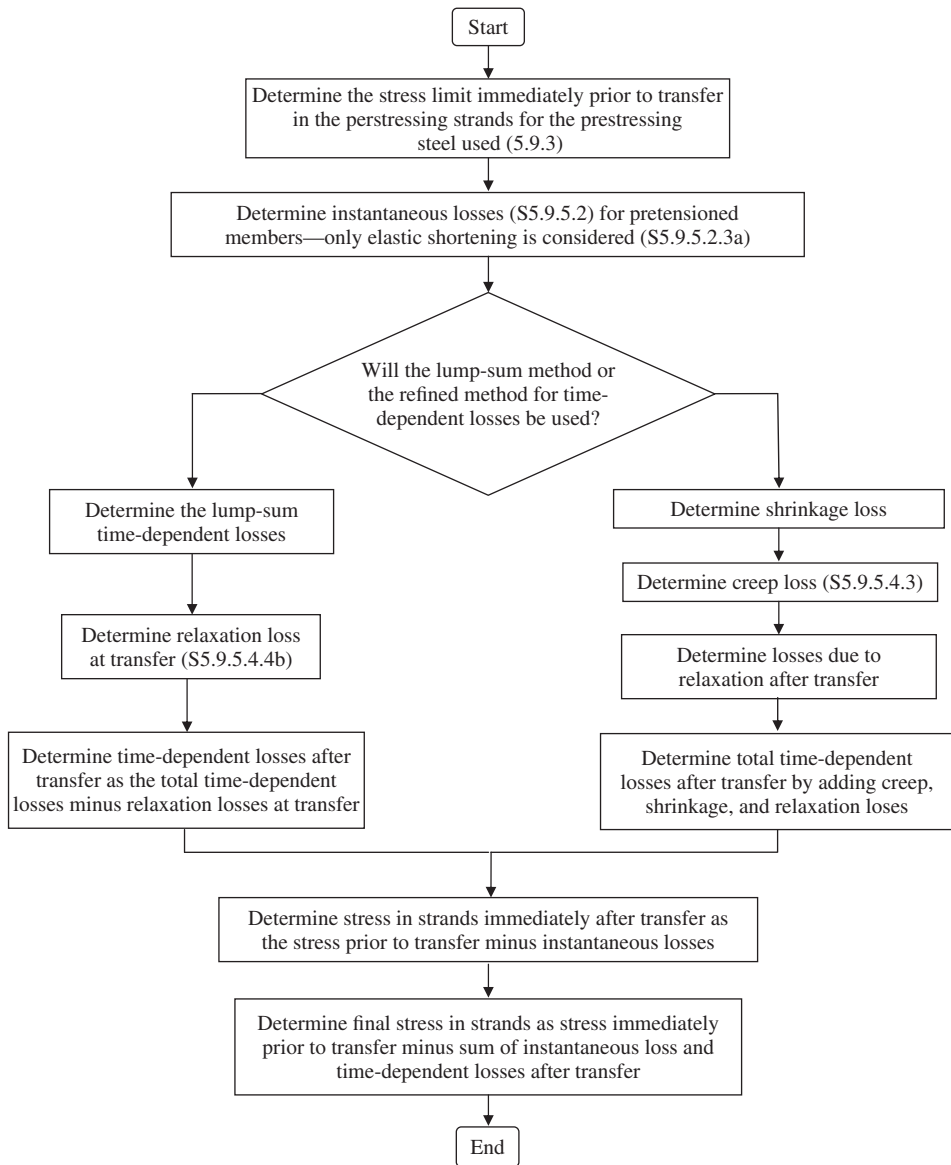 Start
Determine the stress limit immediately prior to transfer
in the perstressing strands for the prestressing
steel used (5.9.3)
Determine instantaneous losses (S5.9.5.2) for pretensioned
members—only elastic shortening is considered (S5.9.5.2.3a)
Will the lump-sum method or
the refined method for time-
dependent losses be used?
Determine the lump-sum
time-dependent losses
Determine relaxation loss
at transfer (S5.9.5.4.4b)
Determine time-dependent losses after
transfer as the total time-dependent
losses minus relaxation losses at transfer
Determine shrinkage loss
Determine creep loss (S5.9.5.4.3)
Determine losses due to
relaxation after transfer
Determine total time-dependent
losses after transfer by adding creep,
shrinkage, and relaxation loses
Determine stress in strands immediately after transfer as
the stress prior to transfer minus instantaneous losses
Determine final stress in strands as stress immediately
prior to transfer minus sum of instantaneous loss and
time-dependent losses after transfer
End